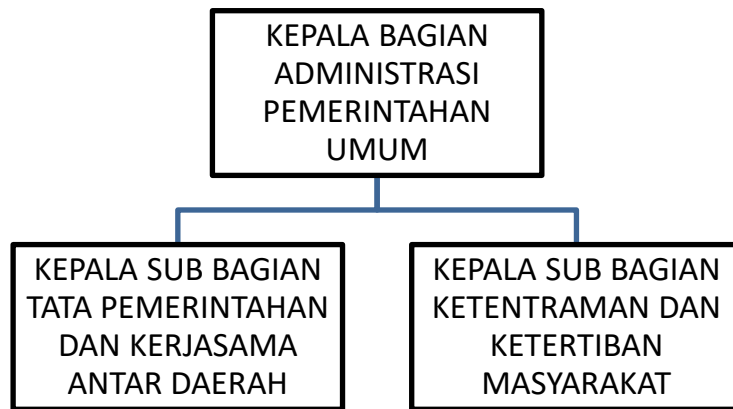 KEPALA BAGIAN
ADMINISTRASI
PEMERINTAHAN
UMUM
KEPALA SUB BAGIAN
TATA PEMERINTAHAN
DAN KERJASAMA
ANTAR DAERAH
KEPALA SUB BAGIAN
KETENTRAMAN DAN
KETERTIBAN
MASYARAKAT